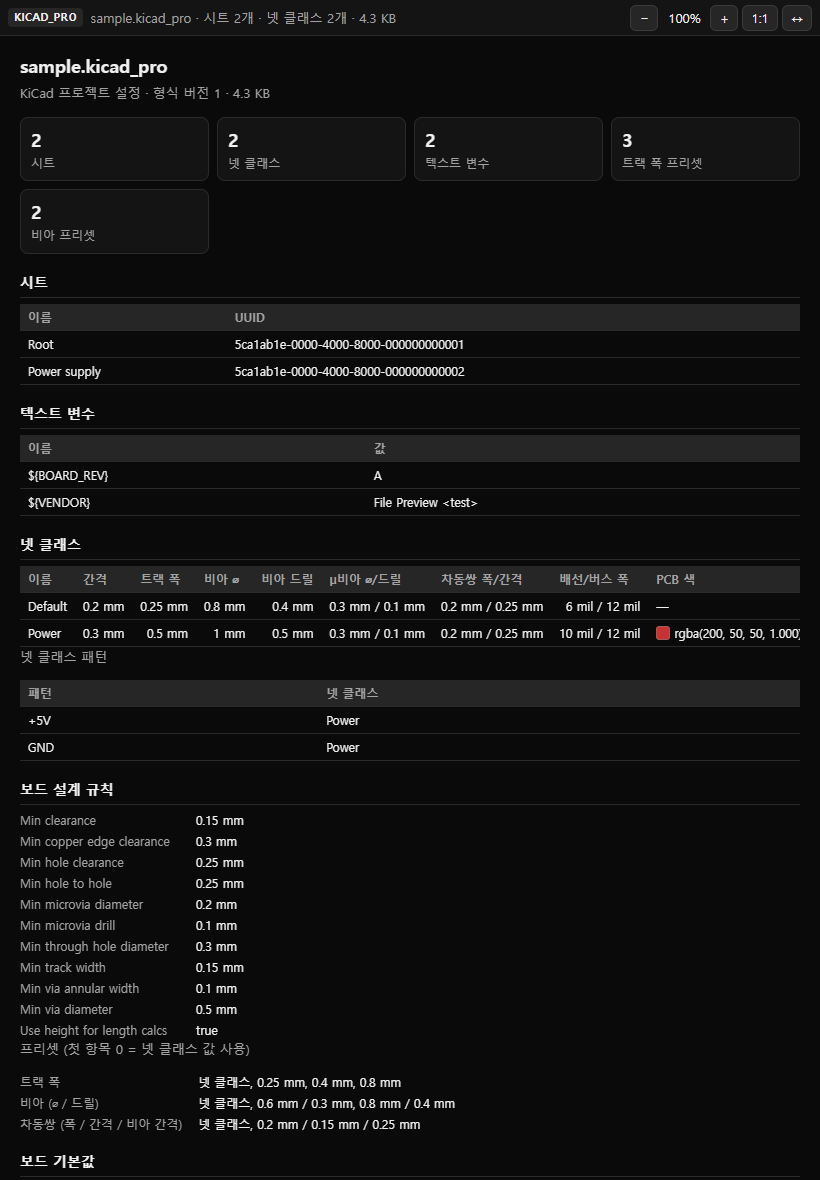 KICAD_PRO sample.kicad_pro · 시트 2개 · 넷 클래스 2개 · 4.3 KB − 100% + 1:1 ↔
sample.kicad_pro
KiCad 프로젝트 설정 · 형식 버전 1 · 4.3 KB
2 2 2 3
시트 넷 클래스 텍스트 변수 트랙 폭 프리셋
2
비아 프리셋
시트
이름 UUID
Root 5ca1ab1e-0000-4000-8000-000000000001
Power supply 5ca1ab1e-0000-4000-8000-000000000002
텍스트 변수
이름 값
${BOARD_REV} A
${VENDOR} File Preview <test>
넷 클래스
이름 간격 트랙 폭 비아 ⌀ 비아 드릴 µ비아 ⌀/드릴 차동쌍 폭/간격 배선/버스 폭 PCB 색
Default 0.2 mm 0.25 mm 0.8 mm 0.4 mm 0.3 mm / 0.1 mm 0.2 mm / 0.25 mm 6 mil / 12 mil —
Power 0.3 mm 0.5 mm 1 mm 0.5 mm 0.3 mm / 0.1 mm 0.2 mm / 0.25 mm 10 mil / 12 mil rgba(200, 50, 50, 1.000)
넷 클래스 패턴
패턴 넷 클래스
+5V Power
GND Power
보드 설계 규칙
Min clearance 0.15 mm
Min copper edge clearance 0.3 mm
Min hole clearance 0.25 mm
Min hole to hole 0.25 mm
Min microvia diameter 0.2 mm
Min microvia drill 0.1 mm
Min through hole diameter 0.3 mm
Min track width 0.15 mm
Min via annular width 0.1 mm
Min via diameter 0.5 mm
Use height for length calcs true
프리셋 (첫 항목 0 = 넷 클래스 값 사용)
트랙 폭 넷 클래스, 0.25 mm, 0.4 mm, 0.8 mm
비아 (⌀ / 드릴) 넷 클래스, 0.6 mm / 0.3 mm, 0.8 mm / 0.4 mm
차동쌍 (폭 / 간격 / 비아 간격) 넷 클래스, 0.2 mm / 0.15 mm / 0.25 mm
보드 기본값